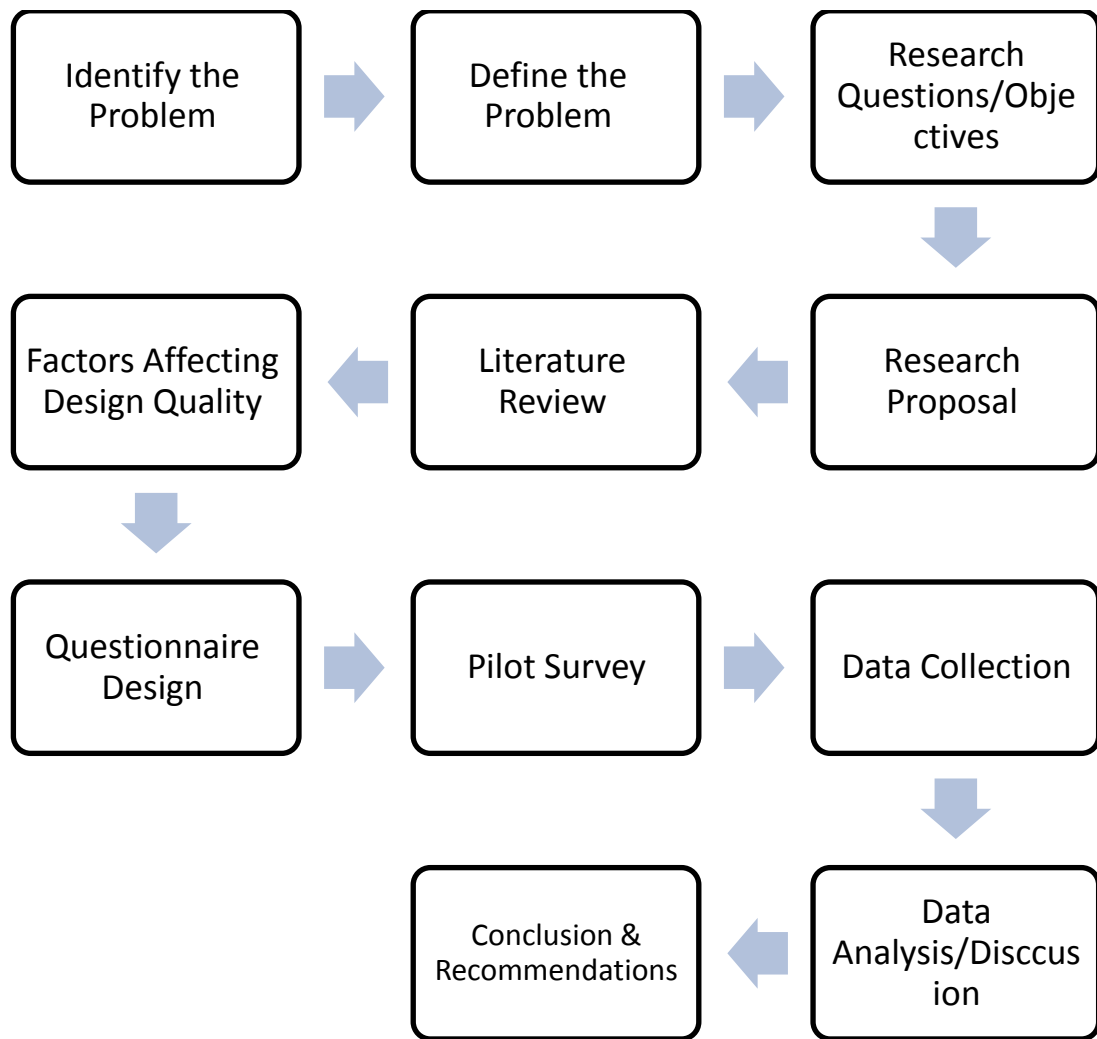 Identify the
Problem
Define the
Problem
Research
Questions/Obje
ctives
Research
Proposal
Literature
Review
Factors Affecting
Design Quality
Questionnaire
Design
Pilot Survey
Data Collection
Data
Analysis/Disccus
ion
Conclusion &
Recommendations